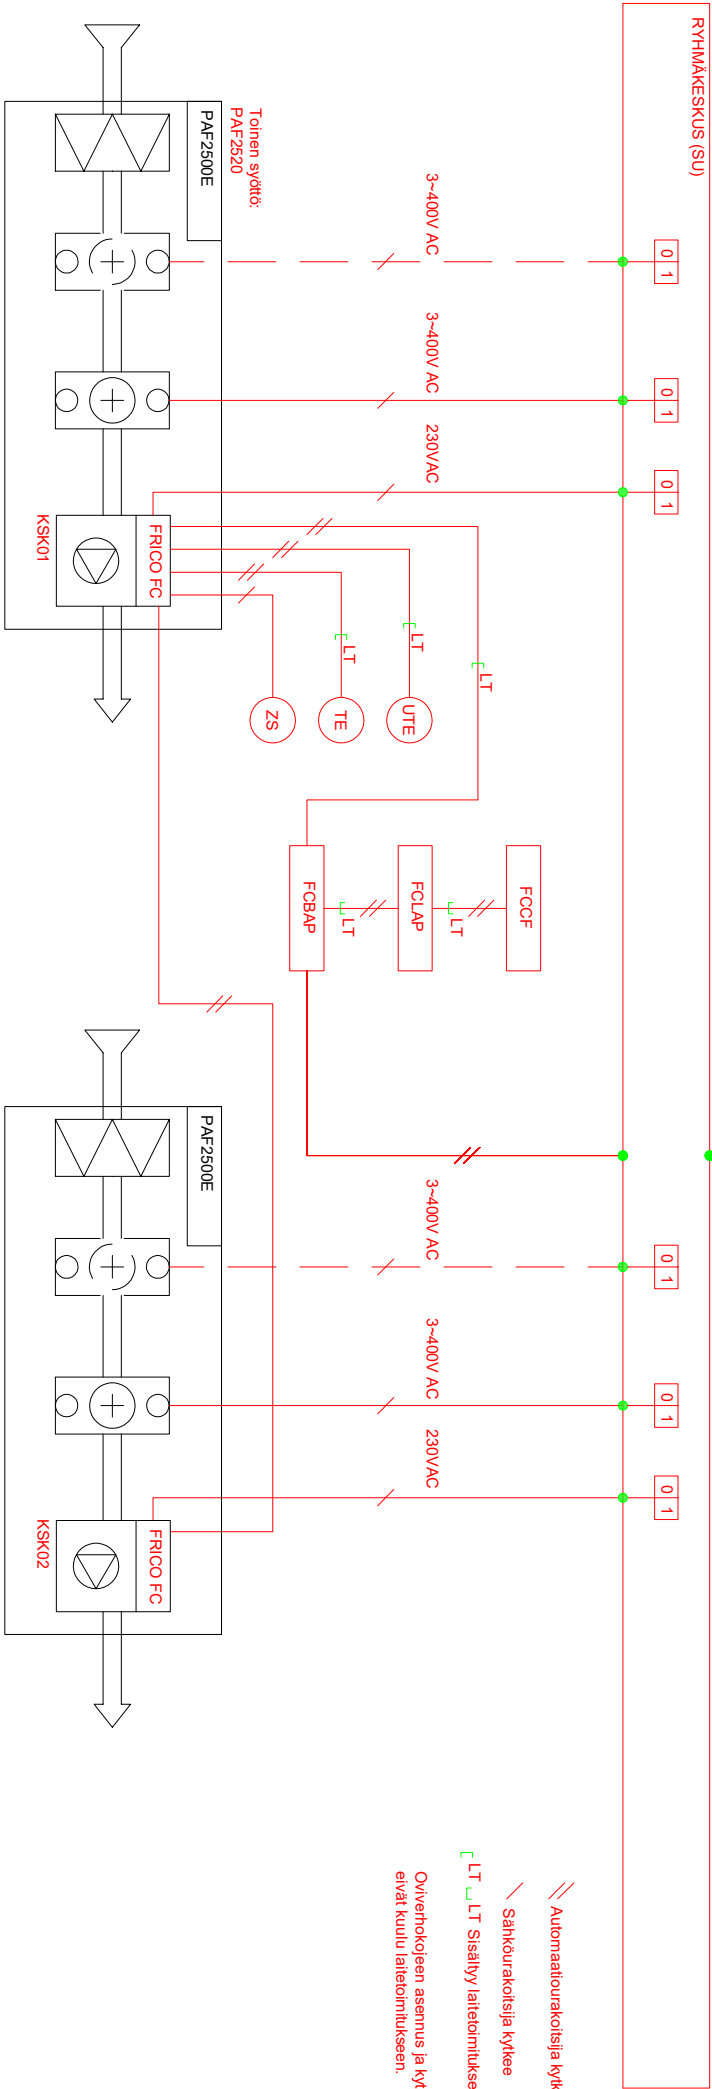 RYHMÄKESKUS (SU)
0 1
0 1
0 1
0 1
0 1
0 1
3~400V AC
3~400V AC
230VAC
3~400V AC
3~400V AC
230VAC
Toinen syöttö:
PAF2520
PAF2500E
FRICO FC
KSK01
LT
LT
LT
UTE
TE
ZS
FCCF
LT
FCLAP
LT
FCBAP
PAF2500E
FRICO FC
KSK02
Automaatiourakoitsija kytk
Sähköurakoitsija kytkee
LT LT Sisältyy laitetoimitukse
Oviverhokojeen asennus ja kyt
eivät kuulu laitetoimitukseen.